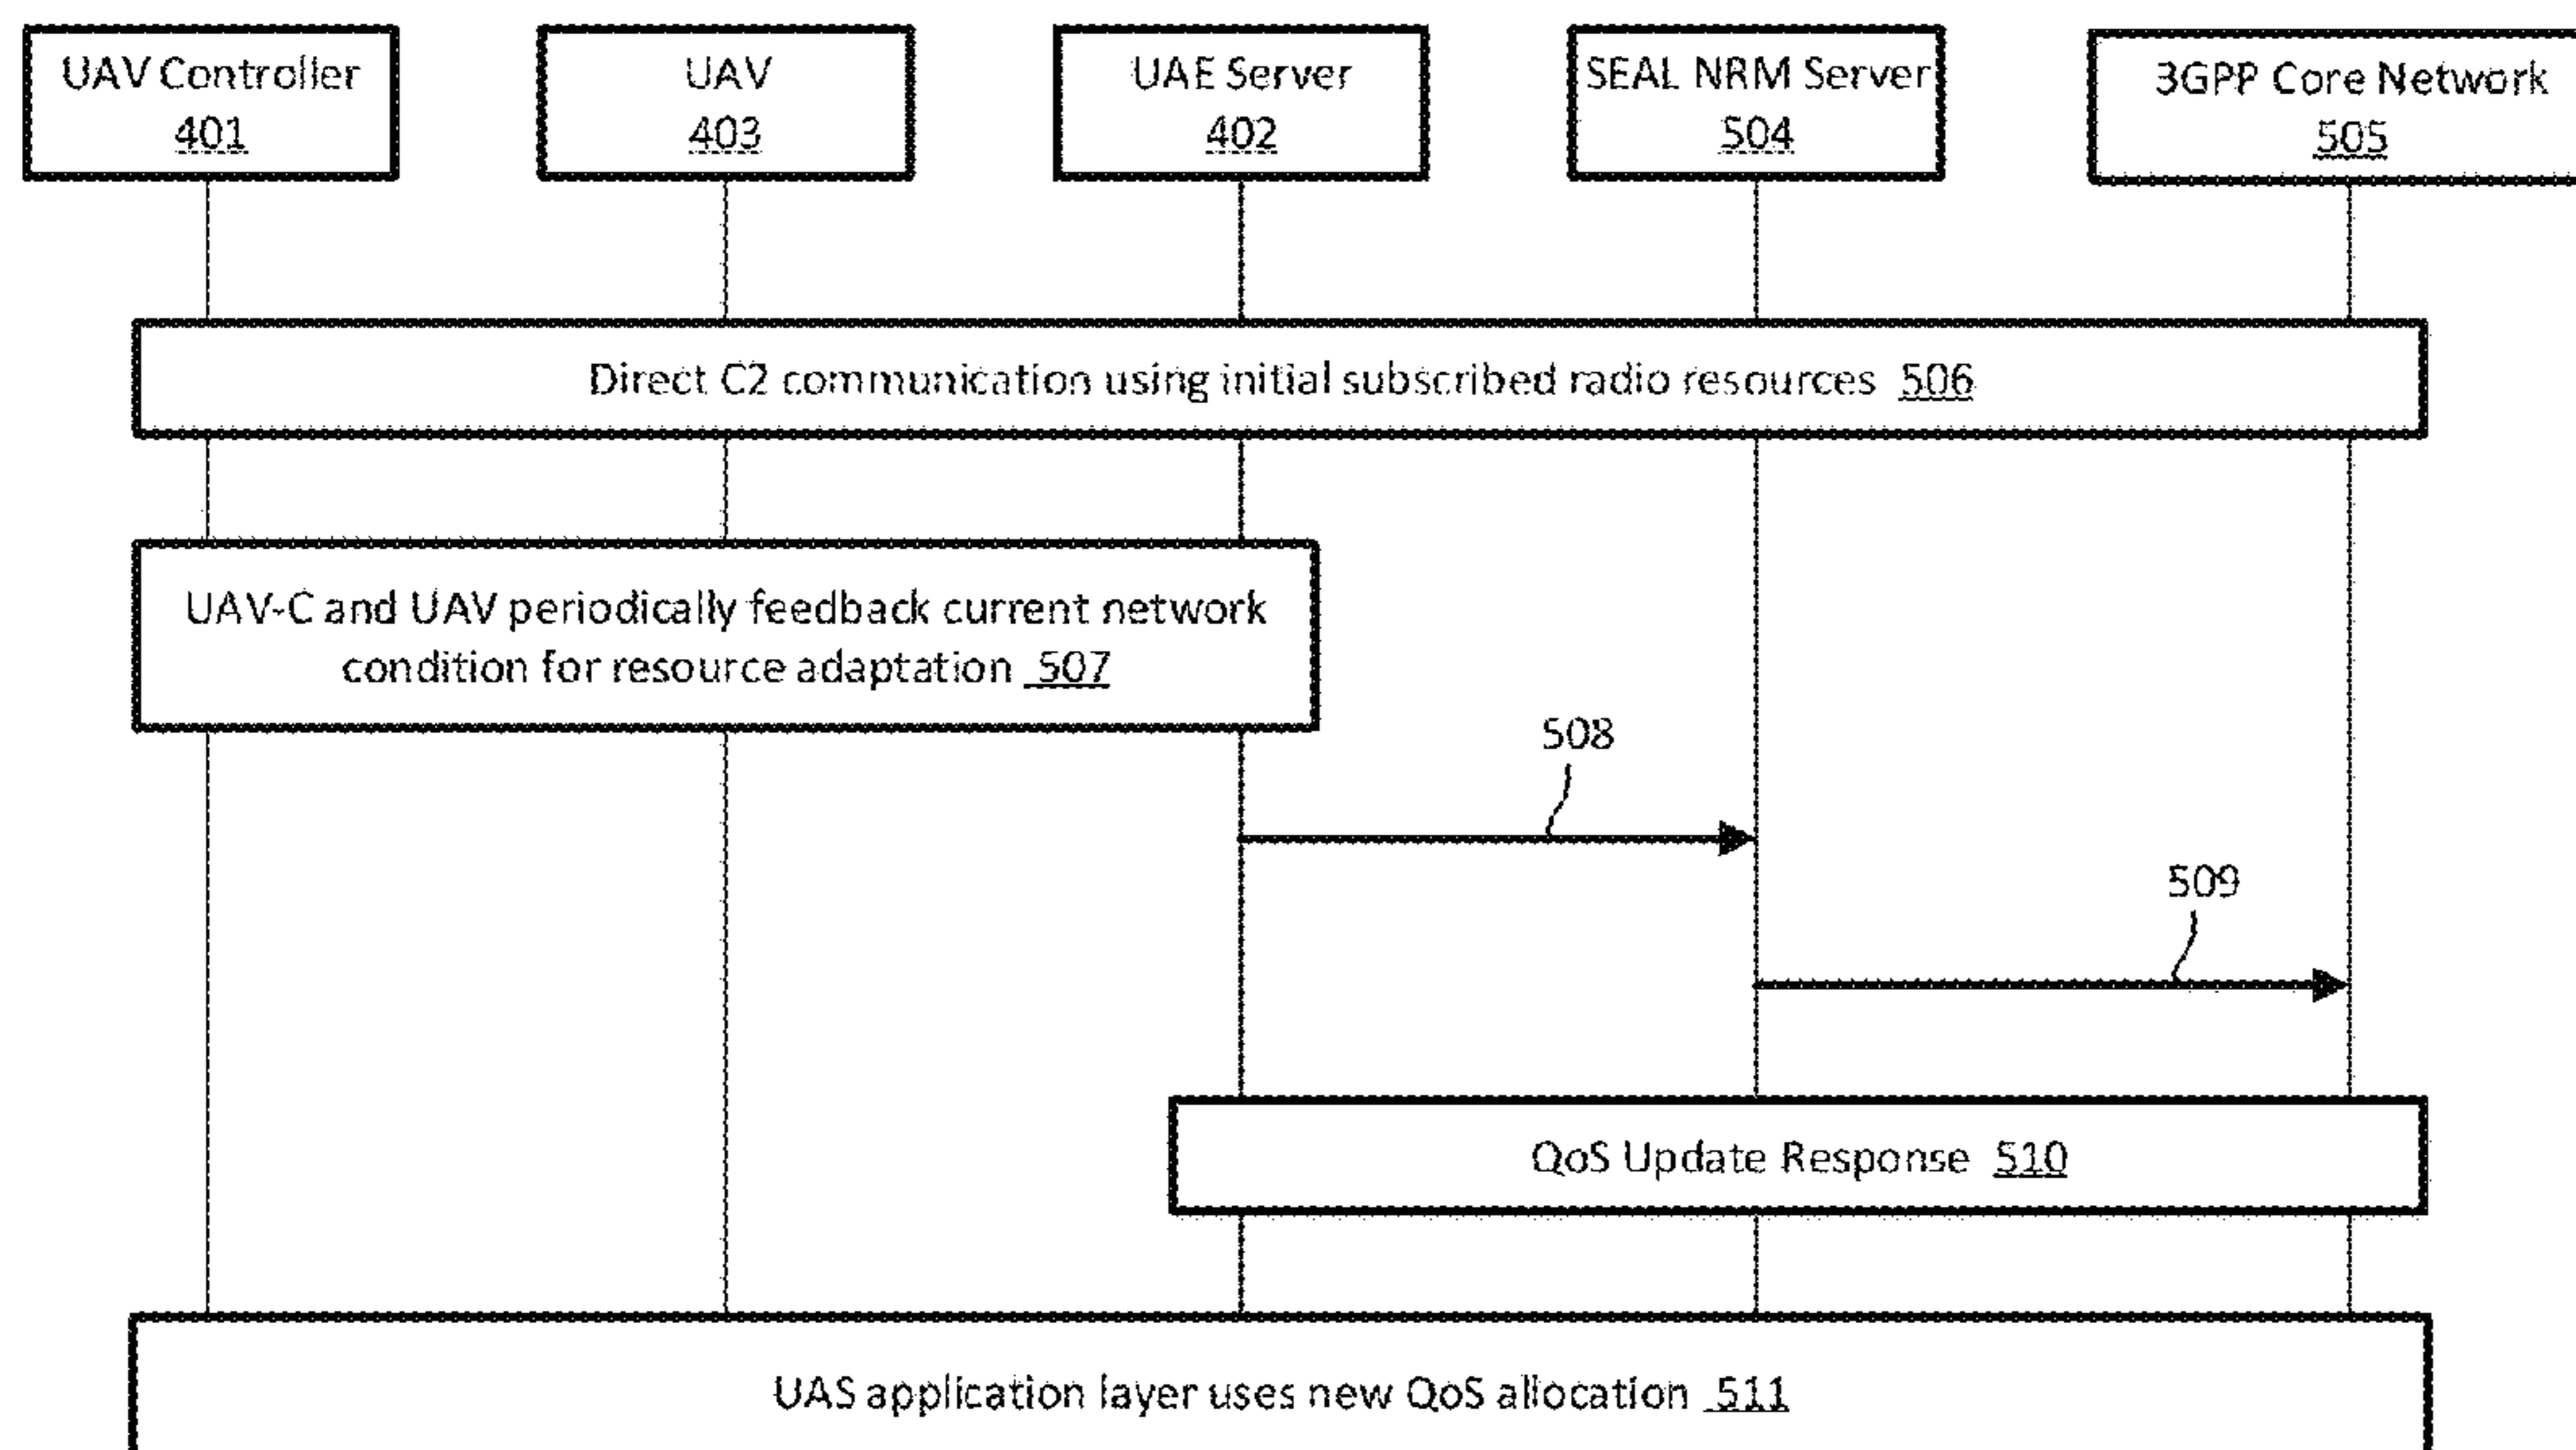 UAV Controller
401
UAV
403
UAE Server
402
SEAL NRM Server
504
3GPP Core Network
505
Direct C2 communication using initial subscribed radio resources 506
UAV-C and UAV periodically feedback current network
condition for resource adaptation 507
508
509
QoS Update Response 510
UAS application layer uses new QoS allocation 511